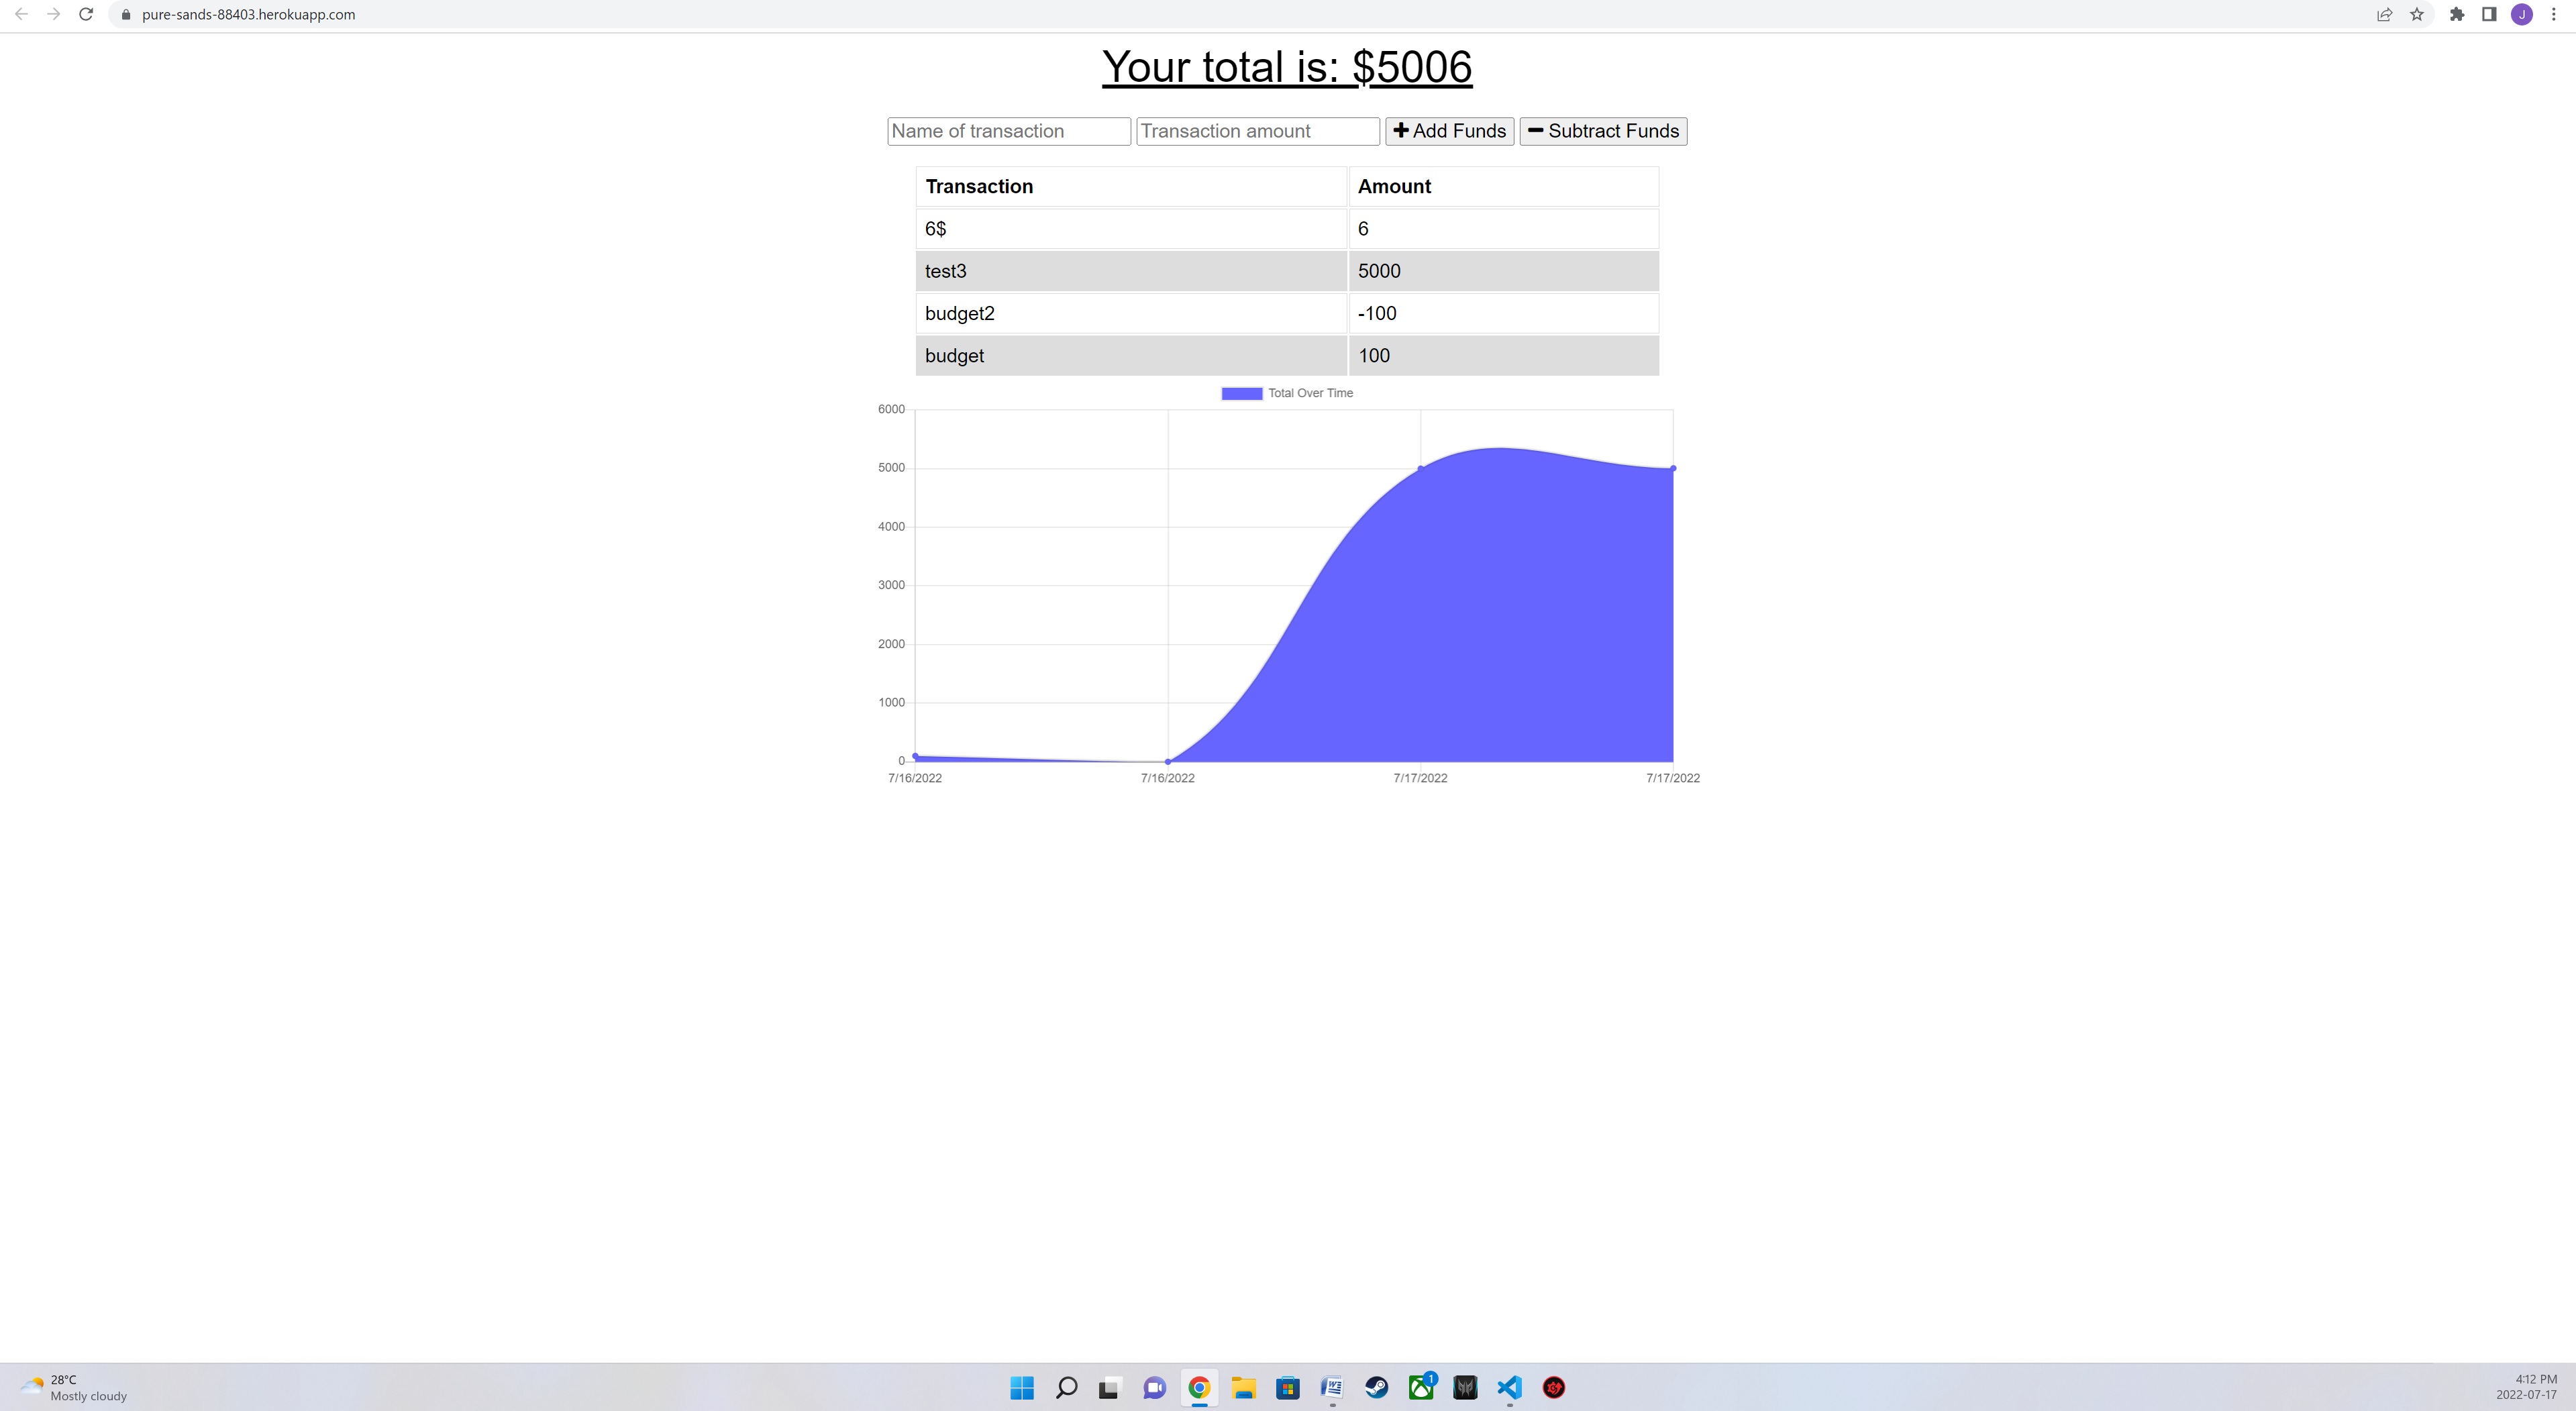 pure-sands-88403.herokuapp.com
J
Your total is: $5006
Name of transaction Transaction amount Add Funds Subtract Funds
Transaction Amount
6$ 6
test3 5000
budget2 -100
budget 100
Total Over Time
6000
5000
4000
3000
2000
1000
0
7/16/2022 7/16/2022 7/17/2022 7/17/2022
28°C
Mostly cloudy
1
4:12 PM
2022-07-17